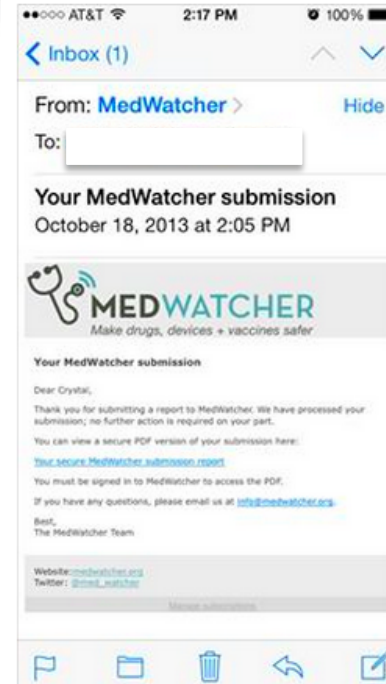 AT&T 2:17 PM 100%
Inbox (1)
From: MedWatcher Hide
To:
Your MedWatcher submission
October 18, 2013 at 2:05 PM
MEDWATCHER
Make drugs, devices + vaccines safer
Your MedWatcher submission
Dear Crystal,
Thank you for submitting a report to MedWatcher. We have processed your
submission; no further action is required on your part.
You can view a secure PDF version of your submission here:
Your secure MedWatcher submission report
You must be signed in to MedWatcher to access the PDF.
If you have any questions, please email us at info@medwatcher.org.
Best,
The MedWatcher Team
Website: medwatcher.org
Twitter: @med_watcher
Manage subscriptions